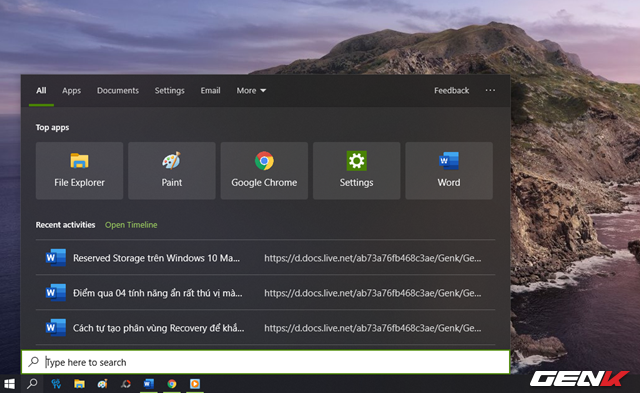 All Apps Documents Settings Email More Feedback ...
Top apps
File Explorer Paint Google Chrome Settings Word
Recent activities Open Timeline
Reserved Storage trên Windows 10 Ma... https://d.docs.live.net/ab73a76fb468c3ae/Genk/Ge...
Điểm qua 04 tính năng ẩn rất thú vị mà... https://d.docs.live.net/ab73a76fb468c3ae/Genk/Ge...
Cách tự tạo phân vùng Recovery để khắ... https://d.docs.live.net/ab73a76fb468c3ae/Genk/Ge...
Type here to search
GENK